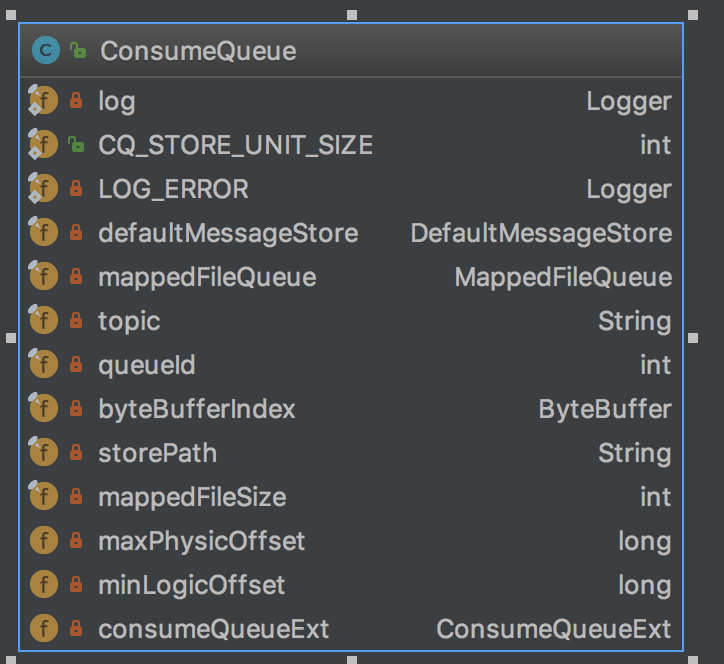 C ConsumeQueue
f log Logger
f CQ_STORE_UNIT_SIZE int
f LOG_ERROR Logger
f defaultMessageStore DefaultMessageStore
f mappedFileQueue MappedFileQueue
f topic String
f queueId int
f byteBufferIndex ByteBuffer
f storePath String
f mappedFileSize int
f maxPhysicOffset long
f minLogicOffset long
f consumeQueueExt ConsumeQueueExt